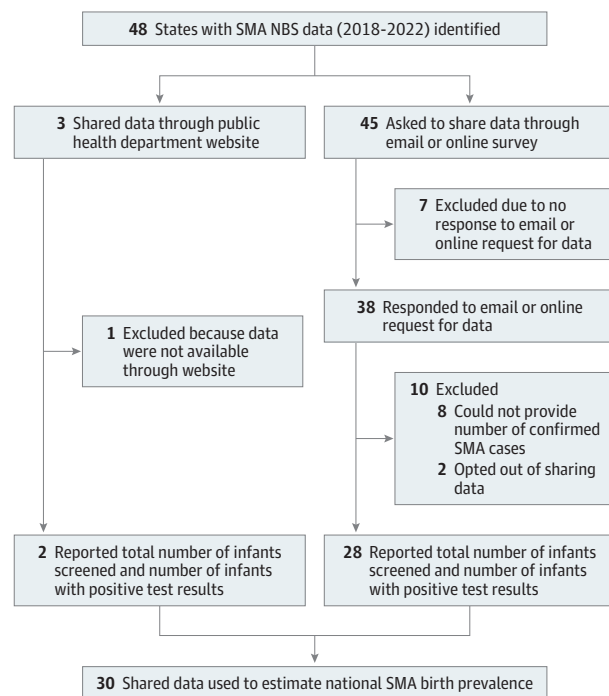 48 States with SMA NBS data (2018-2022) identified
3 Shared data through public
health department website
45 Asked to share data through
email or online survey
7 Excluded due to no
response to email or
online request for data
38 Responded to email or online
request for data
1 Excluded because data
were not available
through website
10 Excluded
8 Could not provide
number of confirmed
SMA cases
2 Opted out of sharing
data
2 Reported total number of infants
screened and number of infants
with positive test results
28 Reported total number of infants
screened and number of infants
with positive test results
30 Shared data used to estimate national SMA birth prevalence